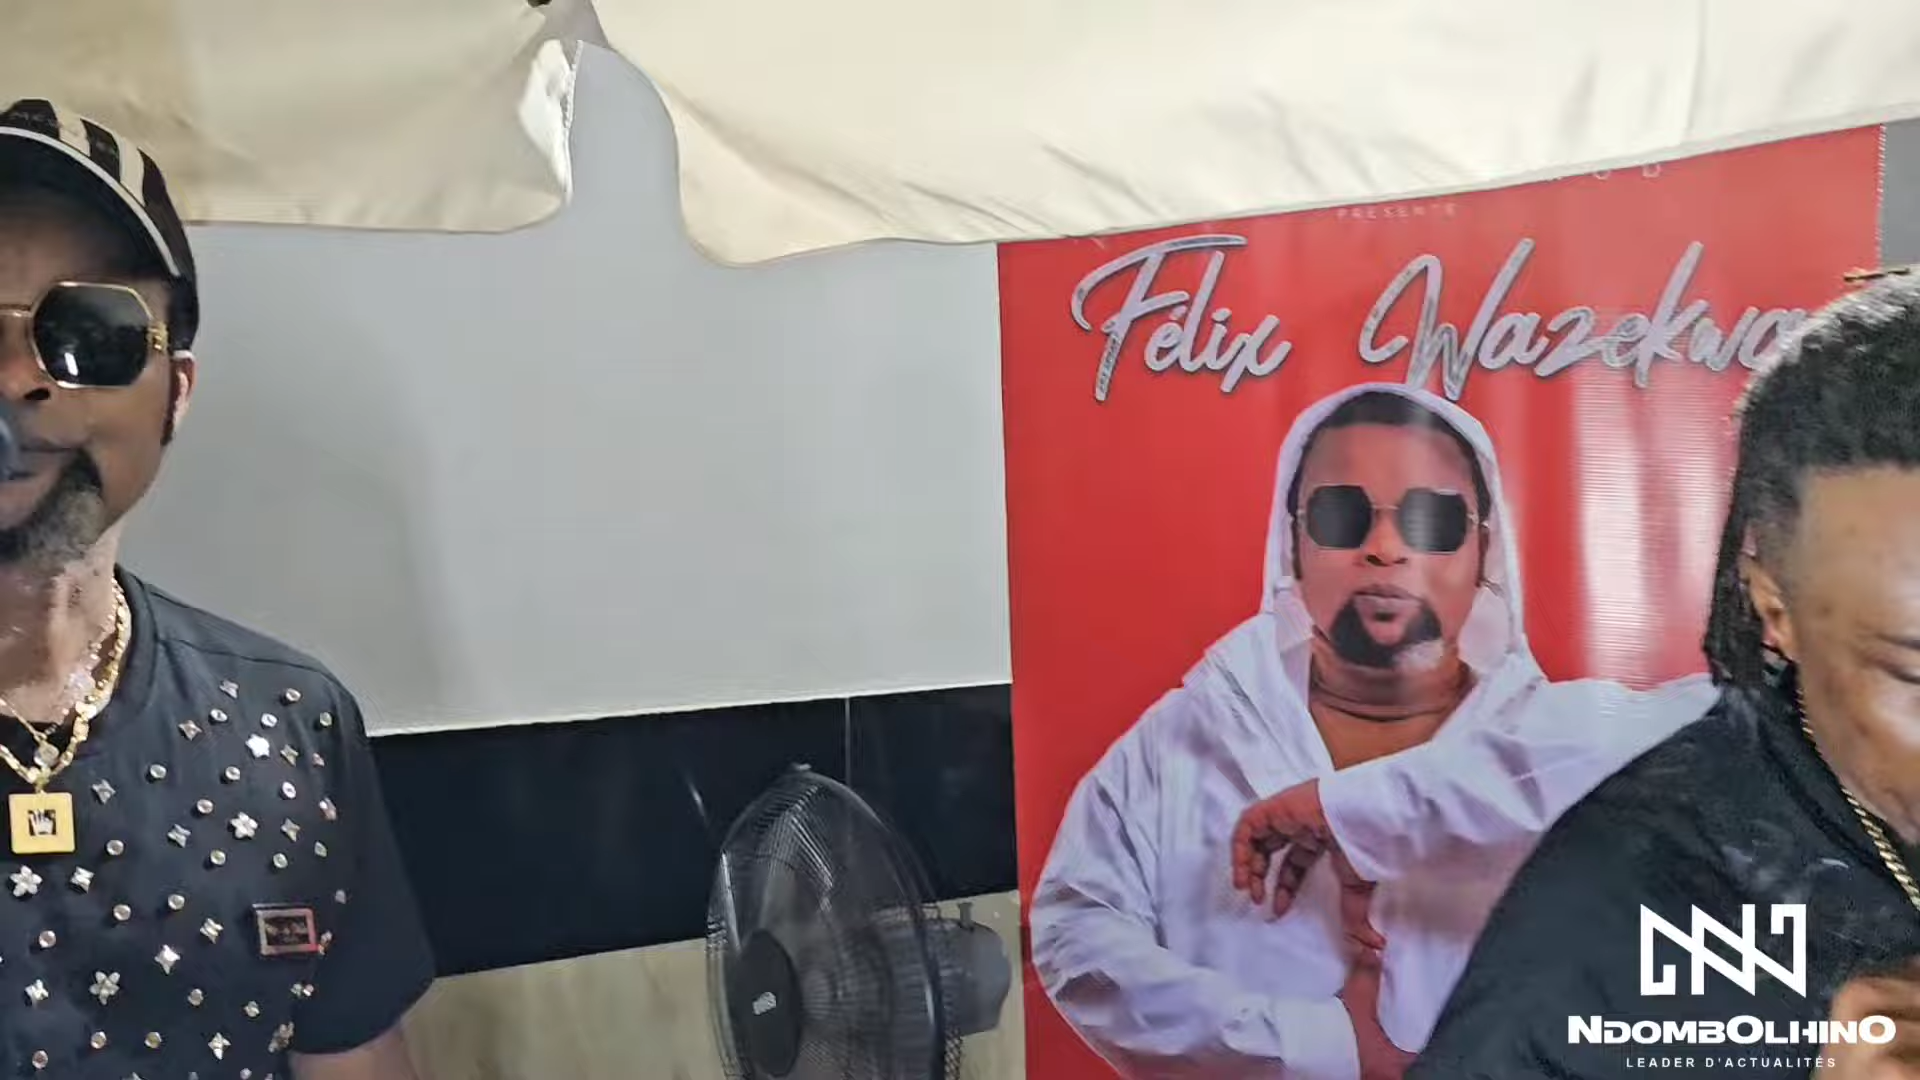 PRESENTE
Félix Wazekwa
NDOMBOLHINO
LEADER D'ACTUALITÉS